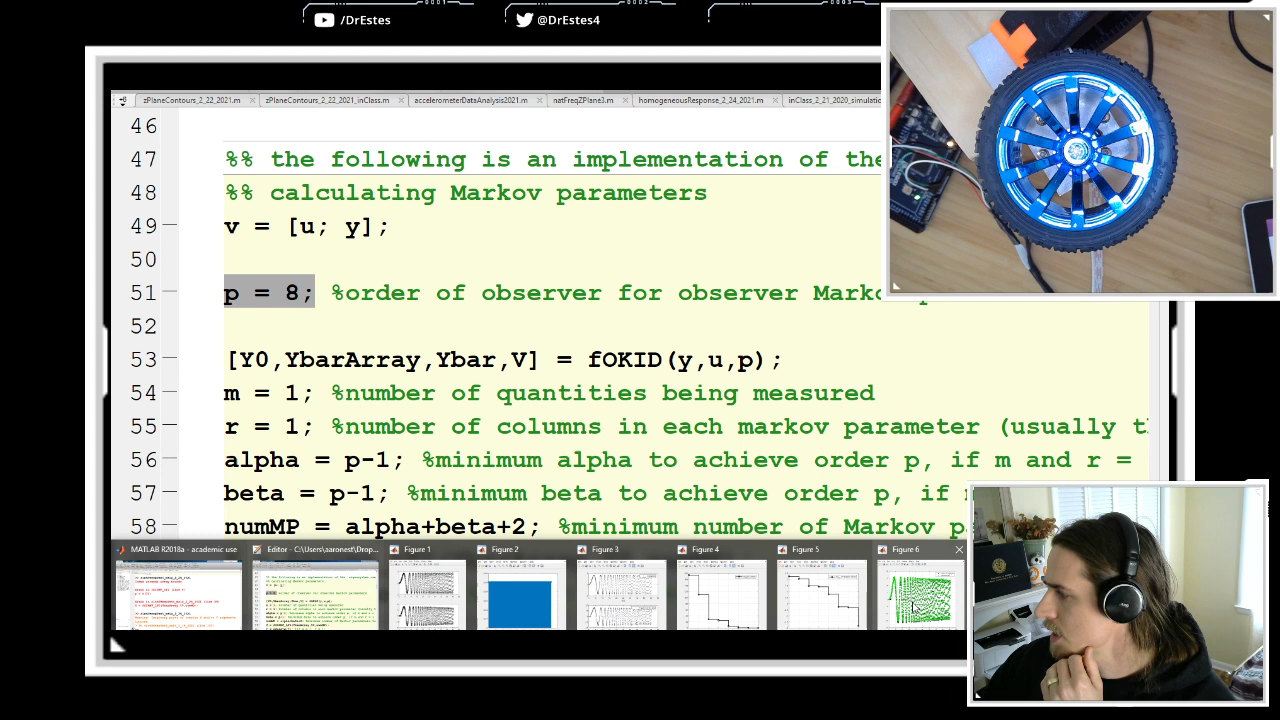 0001 0002 0003
/DrEstes @DrEstes4
zPlaneContours_2_22_2021.m zPlaneContours_2_22_2021_inClass.m accelerometerDataAnalysis2021.m natFreqZPlane3.m homogeneousResponse_2_24_2021.m inClass_2_21_2020_simulatio
46
47 %% the following is an implementation of the
48 %% calculating Markov parameters
49 v = [u; y];
50
51 p = 8; %order of observer for observer Marko
52
53 [Y0,YbarArray,Ybar,V] = fOKID(y,u,p);
54 m = 1; %number of quantities being measured
55 r = 1; %number of columns in each markov parameter (usually t
56 alpha = p-1; %minimum alpha to achieve order p, if m and r =
57 beta = p-1; %minimum beta to achieve order p, if
58 numMP = alpha+beta+2; %minimum number of Markov p
MATLAB R2018a - academic use Editor - C:\Users\aaronest\Drop... Figure 1 Figure 2 Figure 3 Figure 4 Figure 5 Figure 6